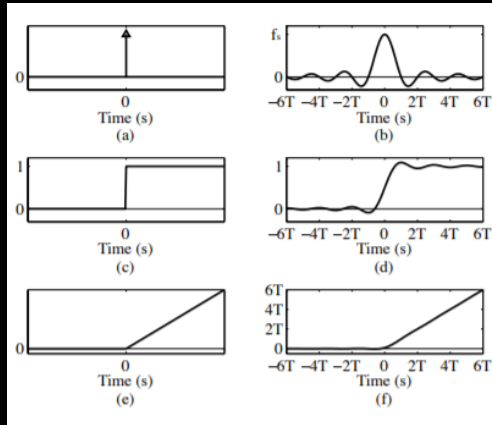 0
0
Time (s)
(a)
fₛ
0
−6T −4T −2T 0 2T 4T 6T
Time (s)
(b)
1
0
0
Time (s)
(c)
1
0
−6T −4T −2T 0 2T 4T 6T
Time (s)
(d)
0
0
Time (s)
(e)
6T
4T
2T
0
−6T −4T −2T 0 2T 4T 6T
Time (s)
(f)